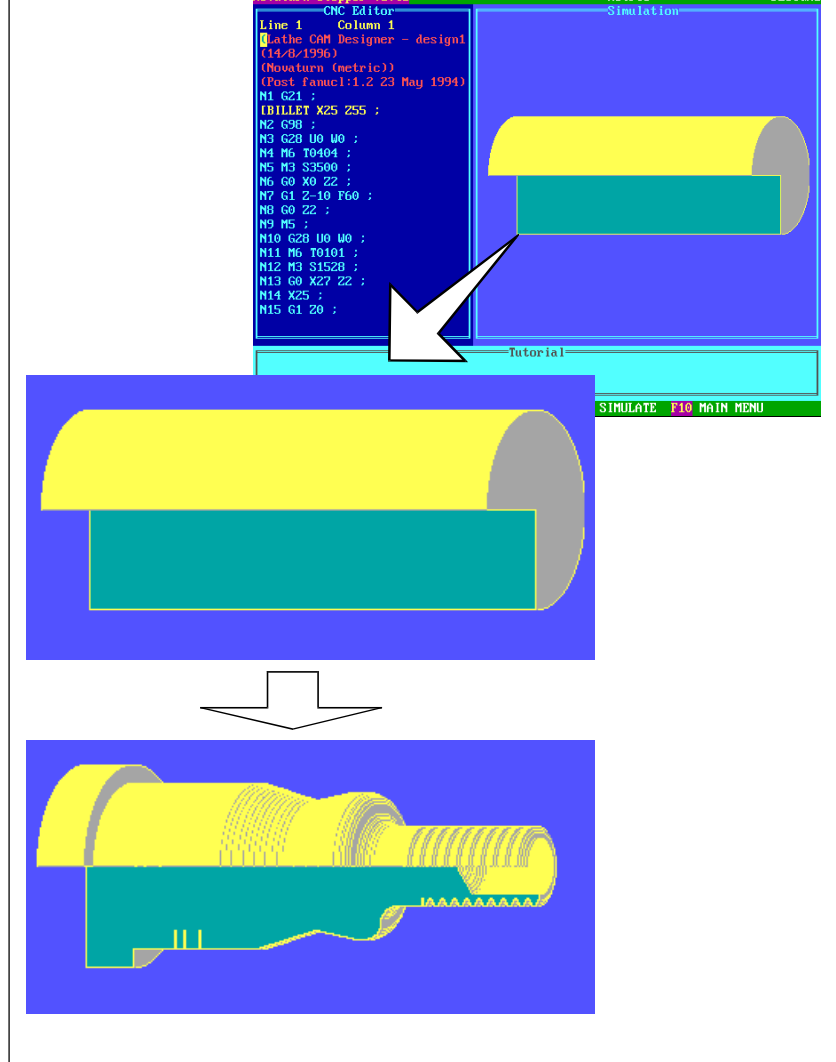 CNC Editor
Line 1 Column 1
(Lathe CAM Designer - design1
(14/8/1996)
(Novaturn (metric))
(Post fanucl:1.2 23 May 1994)
N1 G21 ;
[BILLET X25 Z55 ;
N2 G98 ;
N3 G28 U0 W0 ;
N4 M6 T0404 ;
N5 M3 S3500 ;
N6 G0 X0 Z2 ;
N7 G1 Z-10 F60 ;
N8 G0 Z2 ;
N9 M5 ;
N10 G28 U0 W0 ;
N11 M6 T0101 ;
N12 M3 S1528 ;
N13 G0 X27 Z2 ;
N14 X25 ;
N15 G1 Z0 ;
Simulation
Tutorial
SIMULATE F10 MAIN MENU